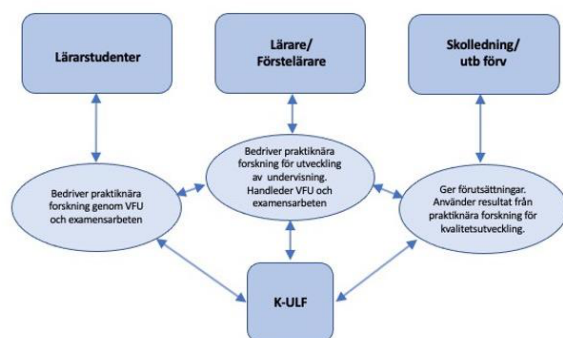 Lärarstudenter
Lärare/
Förstelärare
Skolledning/
utb förv
Bedriver praktiknära
forskning genom VFU
och examensarbeten
Bedriver praktiknära
forskning för utveckling
av undervisning.
Handleder VFU och
examensarbeten
Ger förutsättningar.
Använder resultat från
praktiknära forskning för
kvalitetsutveckling.
K-ULF